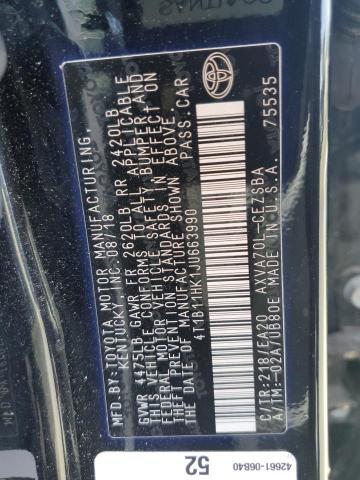 MFD.BY:TOYOTA MOTOR MANUFACTURING,
KENTUCKY, INC. 08/18
GVWR 4475LB GAWR FR 2620LB RR 2420LB
THIS VEHICLE CONFORMS TO ALL APPLICABLE
FEDERAL MOTOR VEHICLE SAFETY, BUMPER AND
THEFT PREVENTION STANDARDS IN EFFECT ON
THE DATE OF MANUFACTURE SHOWN ABOVE.
4T1B11HK1JU663990 PASS.CAR
C/TR:218/EA20 AXVA70L-CEZSBA
A/TM:-02A/UB80E MADE IN USA 75535
52 42661-06B40